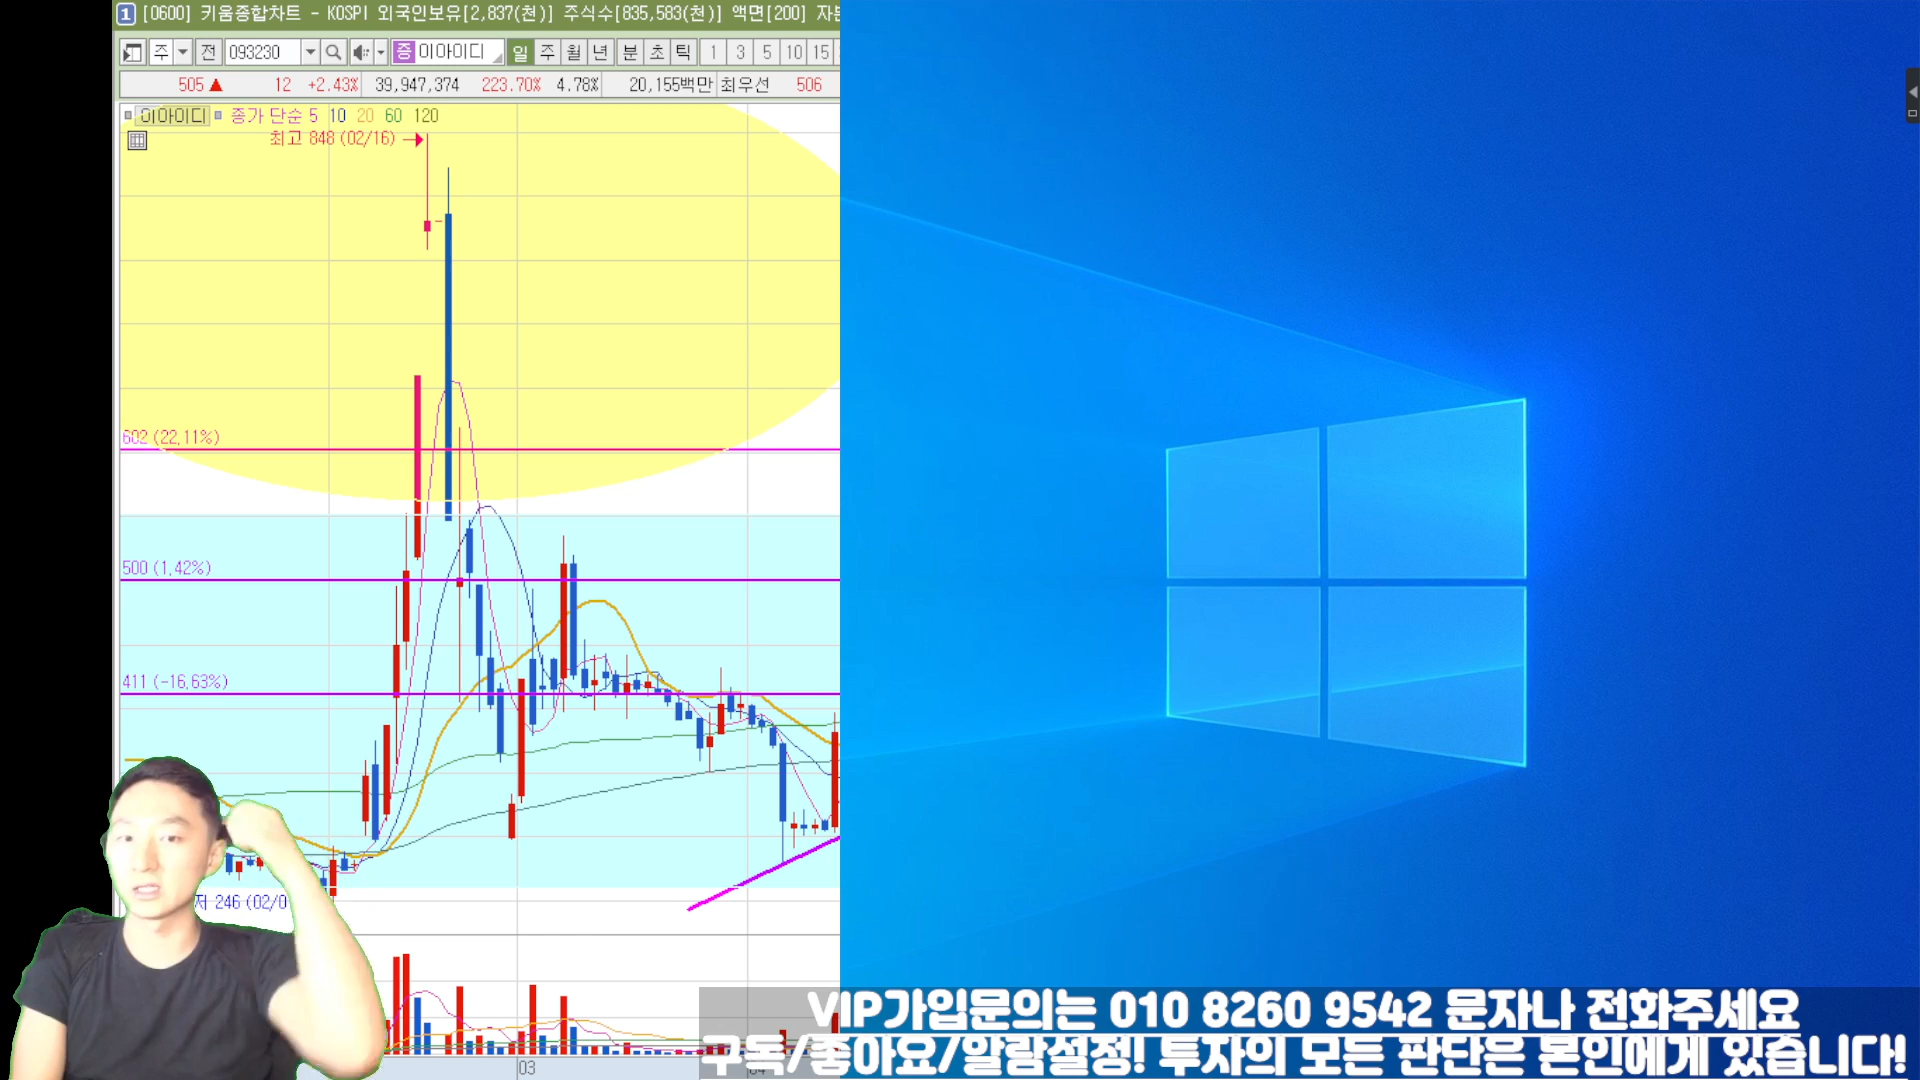 1 [0600] 키움종합차트 - KOSPI 외국인보유[2,837(천)] 주식수[835,583(천)] 액면[200]
주 전 093230 증 이아이디 일 주 월 년 분 초 틱 1 3 5 10 15
505 ▲ 12 +2.43% 39,947,374 223.70% 4.78% 20,155백만 최우선 506
이아이디 종가 단순 5 10 20 60 120
최고 848 (02/16)
602 (22,11%)
500 (1,42%)
411 (-16,63%)
저 246 (02/0
VIP가입문의는 010 8260 9542 문자나 전화주세요
구독/좋아요/알람설정! 투자의 모든 판단은 본인에게 있습니다!
03
04